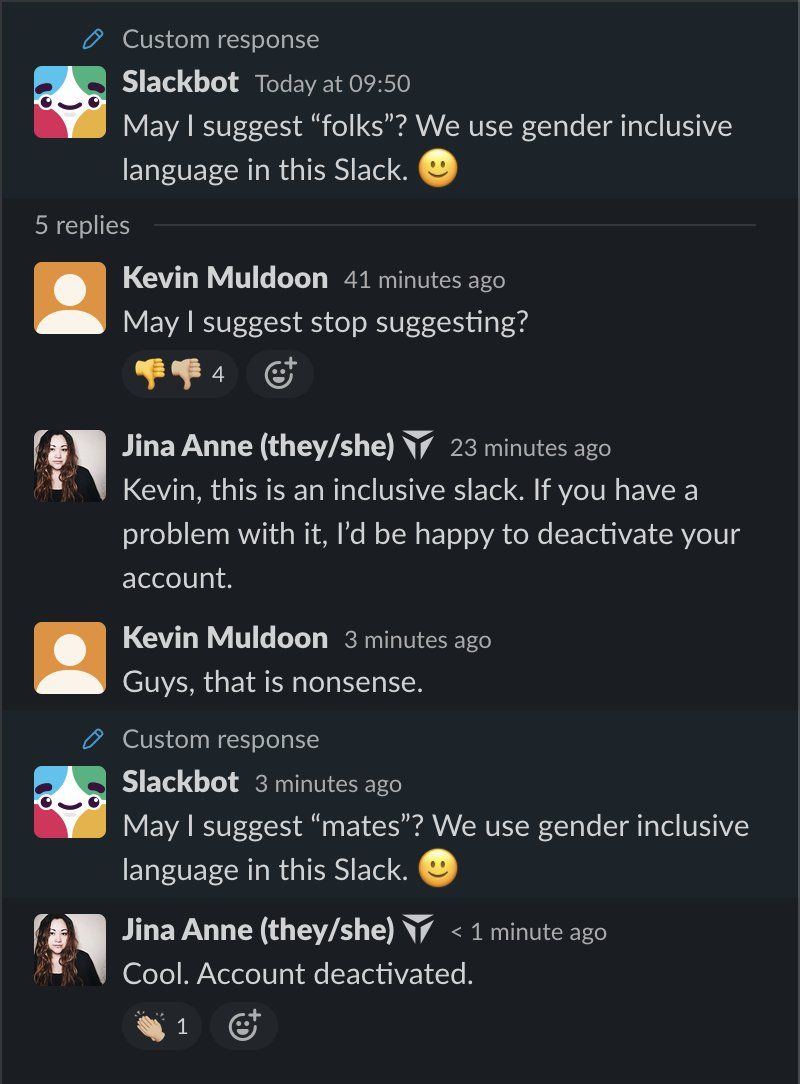 Custom response
Slackbot Today at 09:50
May I suggest “folks”? We use gender inclusive
language in this Slack. 🙂
5 replies
Kevin Muldoon 41 minutes ago
May I suggest stop suggesting?
4
Jina Anne (they/she) 23 minutes ago
Kevin, this is an inclusive slack. If you have a
problem with it, I’d be happy to deactivate your
account.
Kevin Muldoon 3 minutes ago
Guys, that is nonsense.
Custom response
Slackbot 3 minutes ago
May I suggest “mates”? We use gender inclusive
language in this Slack. 🙂
Jina Anne (they/she) < 1 minute ago
Cool. Account deactivated.
1